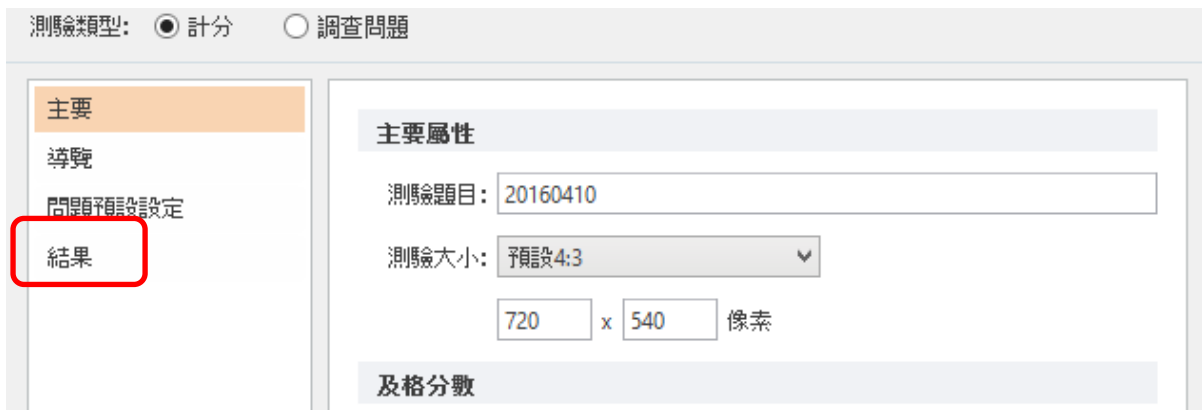 測驗類型: 計分 調查問題
主要
導覽
問題預設設定
結果
主要屬性
測驗題目: 20160410
測驗大小: 預設4:3
720 x 540 像素
及格分數